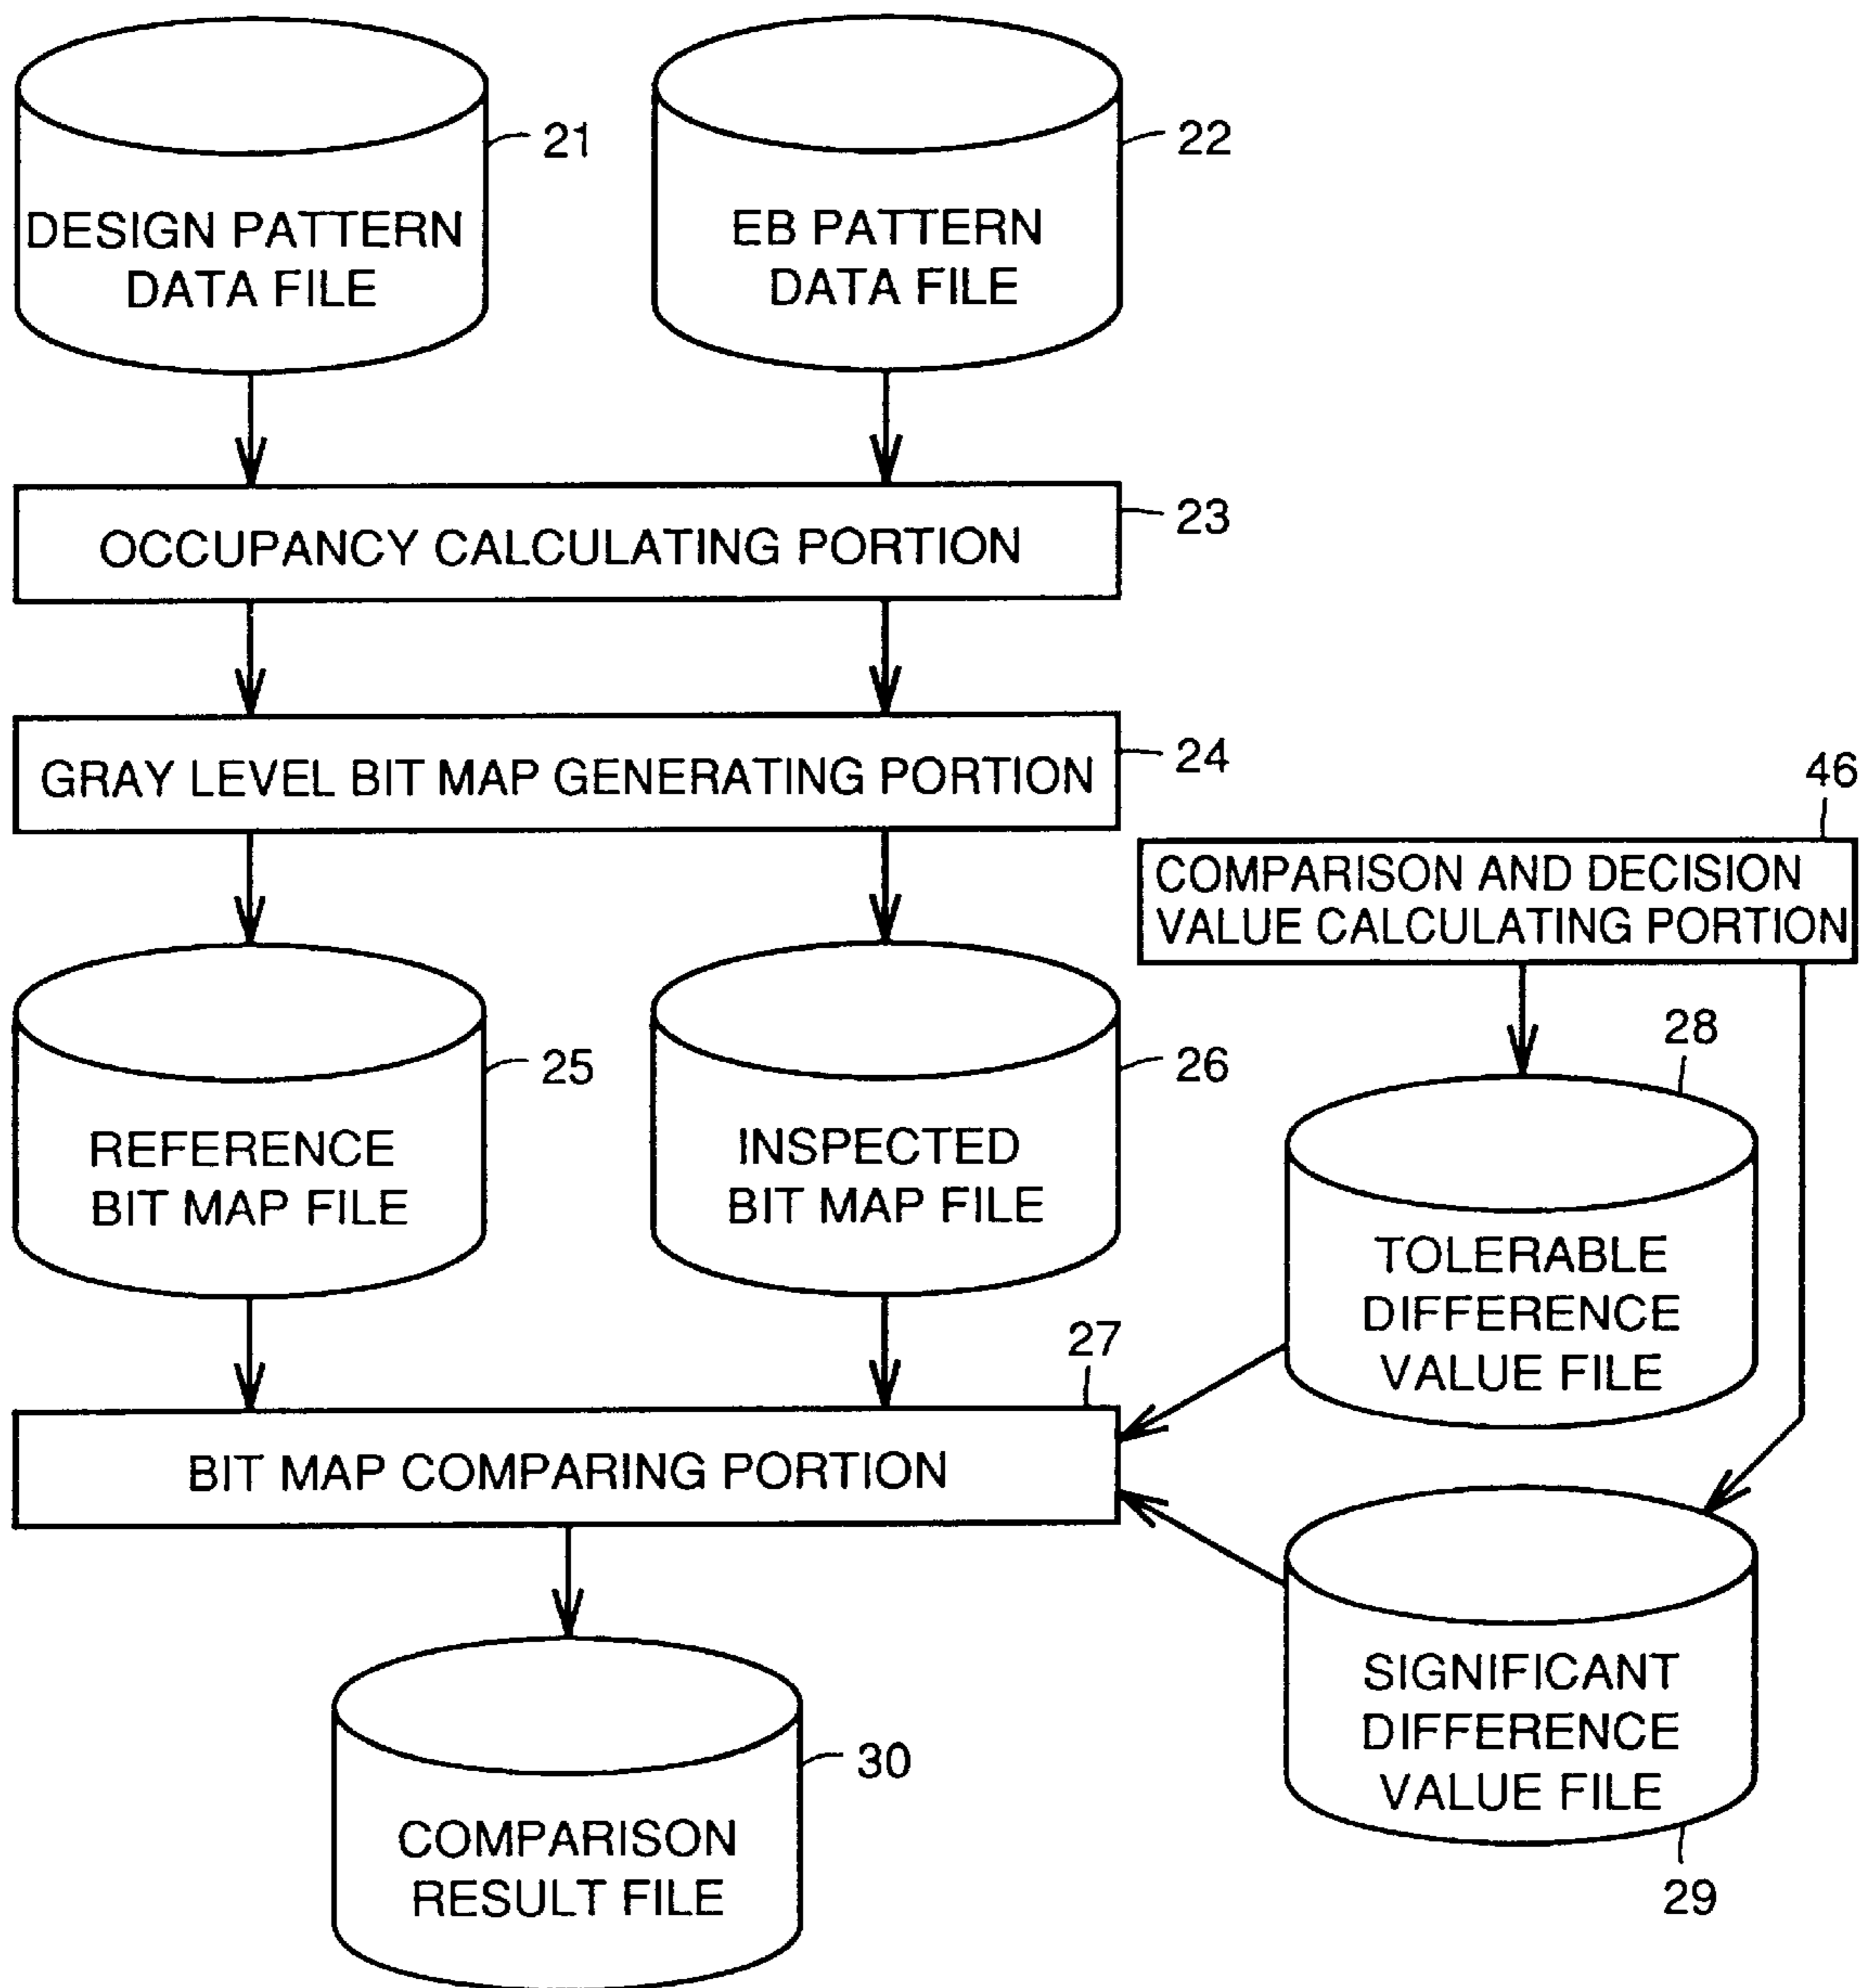 21
DESIGN PATTERN
DATA FILE
22
EB PATTERN
DATA FILE
23
OCCUPANCY CALCULATING PORTION
24
GRAY LEVEL BIT MAP GENERATING PORTION
46
COMPARISON AND DECISION
VALUE CALCULATING PORTION
25
REFERENCE
BIT MAP FILE
26
INSPECTED
BIT MAP FILE
28
TOLERABLE
DIFFERENCE
VALUE FILE
27
BIT MAP COMPARING PORTION
SIGNIFICANT
DIFFERENCE
VALUE FILE
29
30
COMPARISON
RESULT FILE